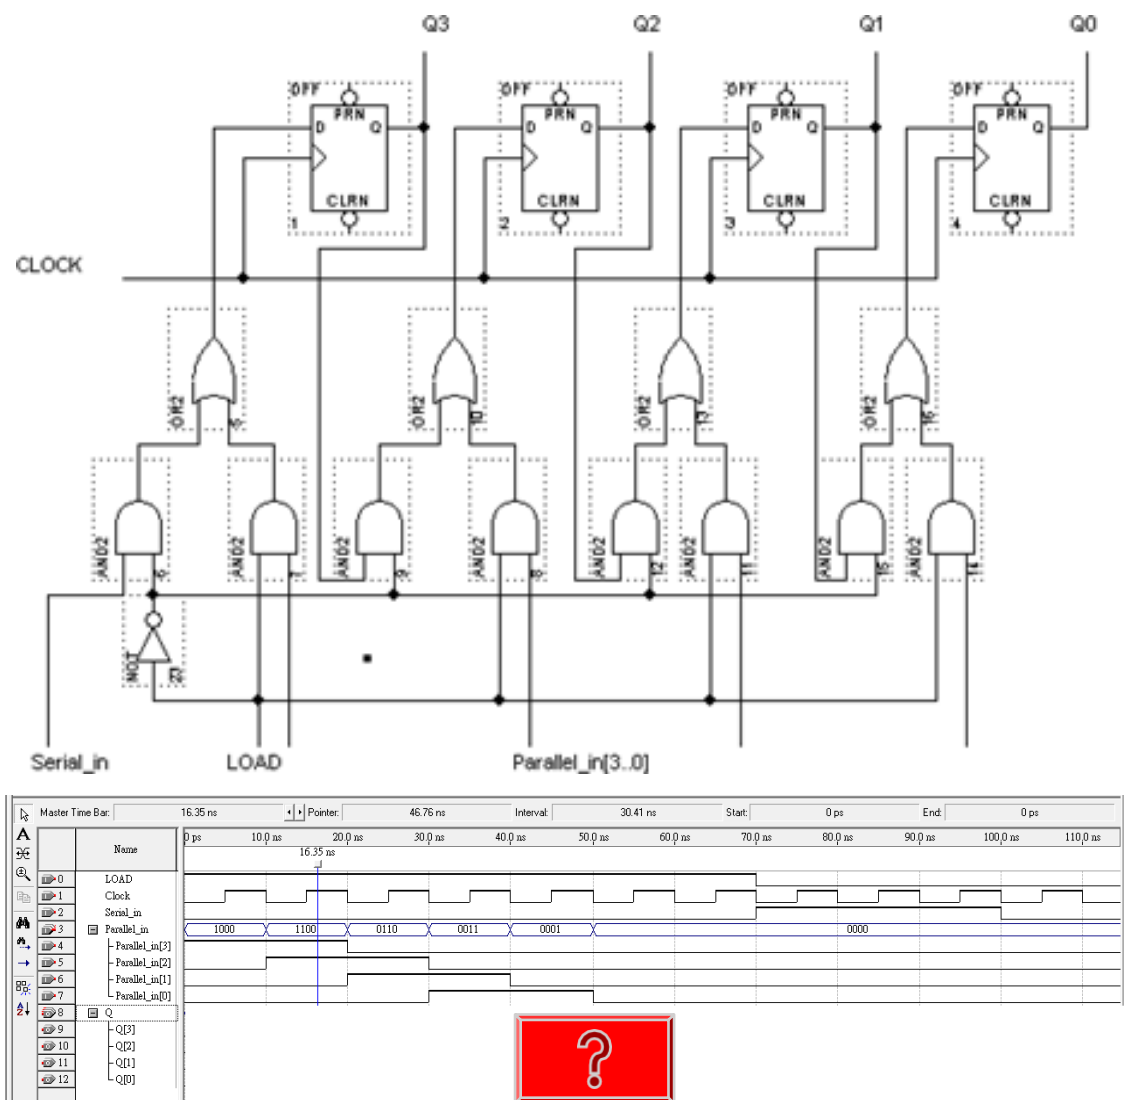 Q3 Q2 Q1 Q0
DFF DFF DFF DFF
PRN PRN PRN PRN
D Q D Q D Q D Q
CLRN CLRN CLRN CLRN
1 2 3 4
CLOCK
OR2 OR2 OR2 OR2
5 10 13 16
AND2 AND2 AND2 AND2 AND2 AND2 AND2 AND2
6 7 9 8 12 11 15 14
NOT
23
Serial_in LOAD Parallel_in[3..0]
Master Time Bar: 16.35 ns Pointer: 46.76 ns Interval: 30.41 ns Start: 0 ps End: 0 ps
Name
0 ps 10.0 ns 20.0 ns 30.0 ns 40.0 ns 50.0 ns 60.0 ns 70.0 ns 80.0 ns 90.0 ns 100.0 ns 110.0 ns
16.35 ns
A
0 LOAD
1 Clock
2 Serial_in
3 Parallel_in 1000 1100 0110 0011 0001 0000
4 Parallel_in[3]
5 Parallel_in[2]
6 Parallel_in[1]
7 Parallel_in[0]
8 Q
9 Q[3]
10 Q[2]
11 Q[1]
12 Q[0]
?